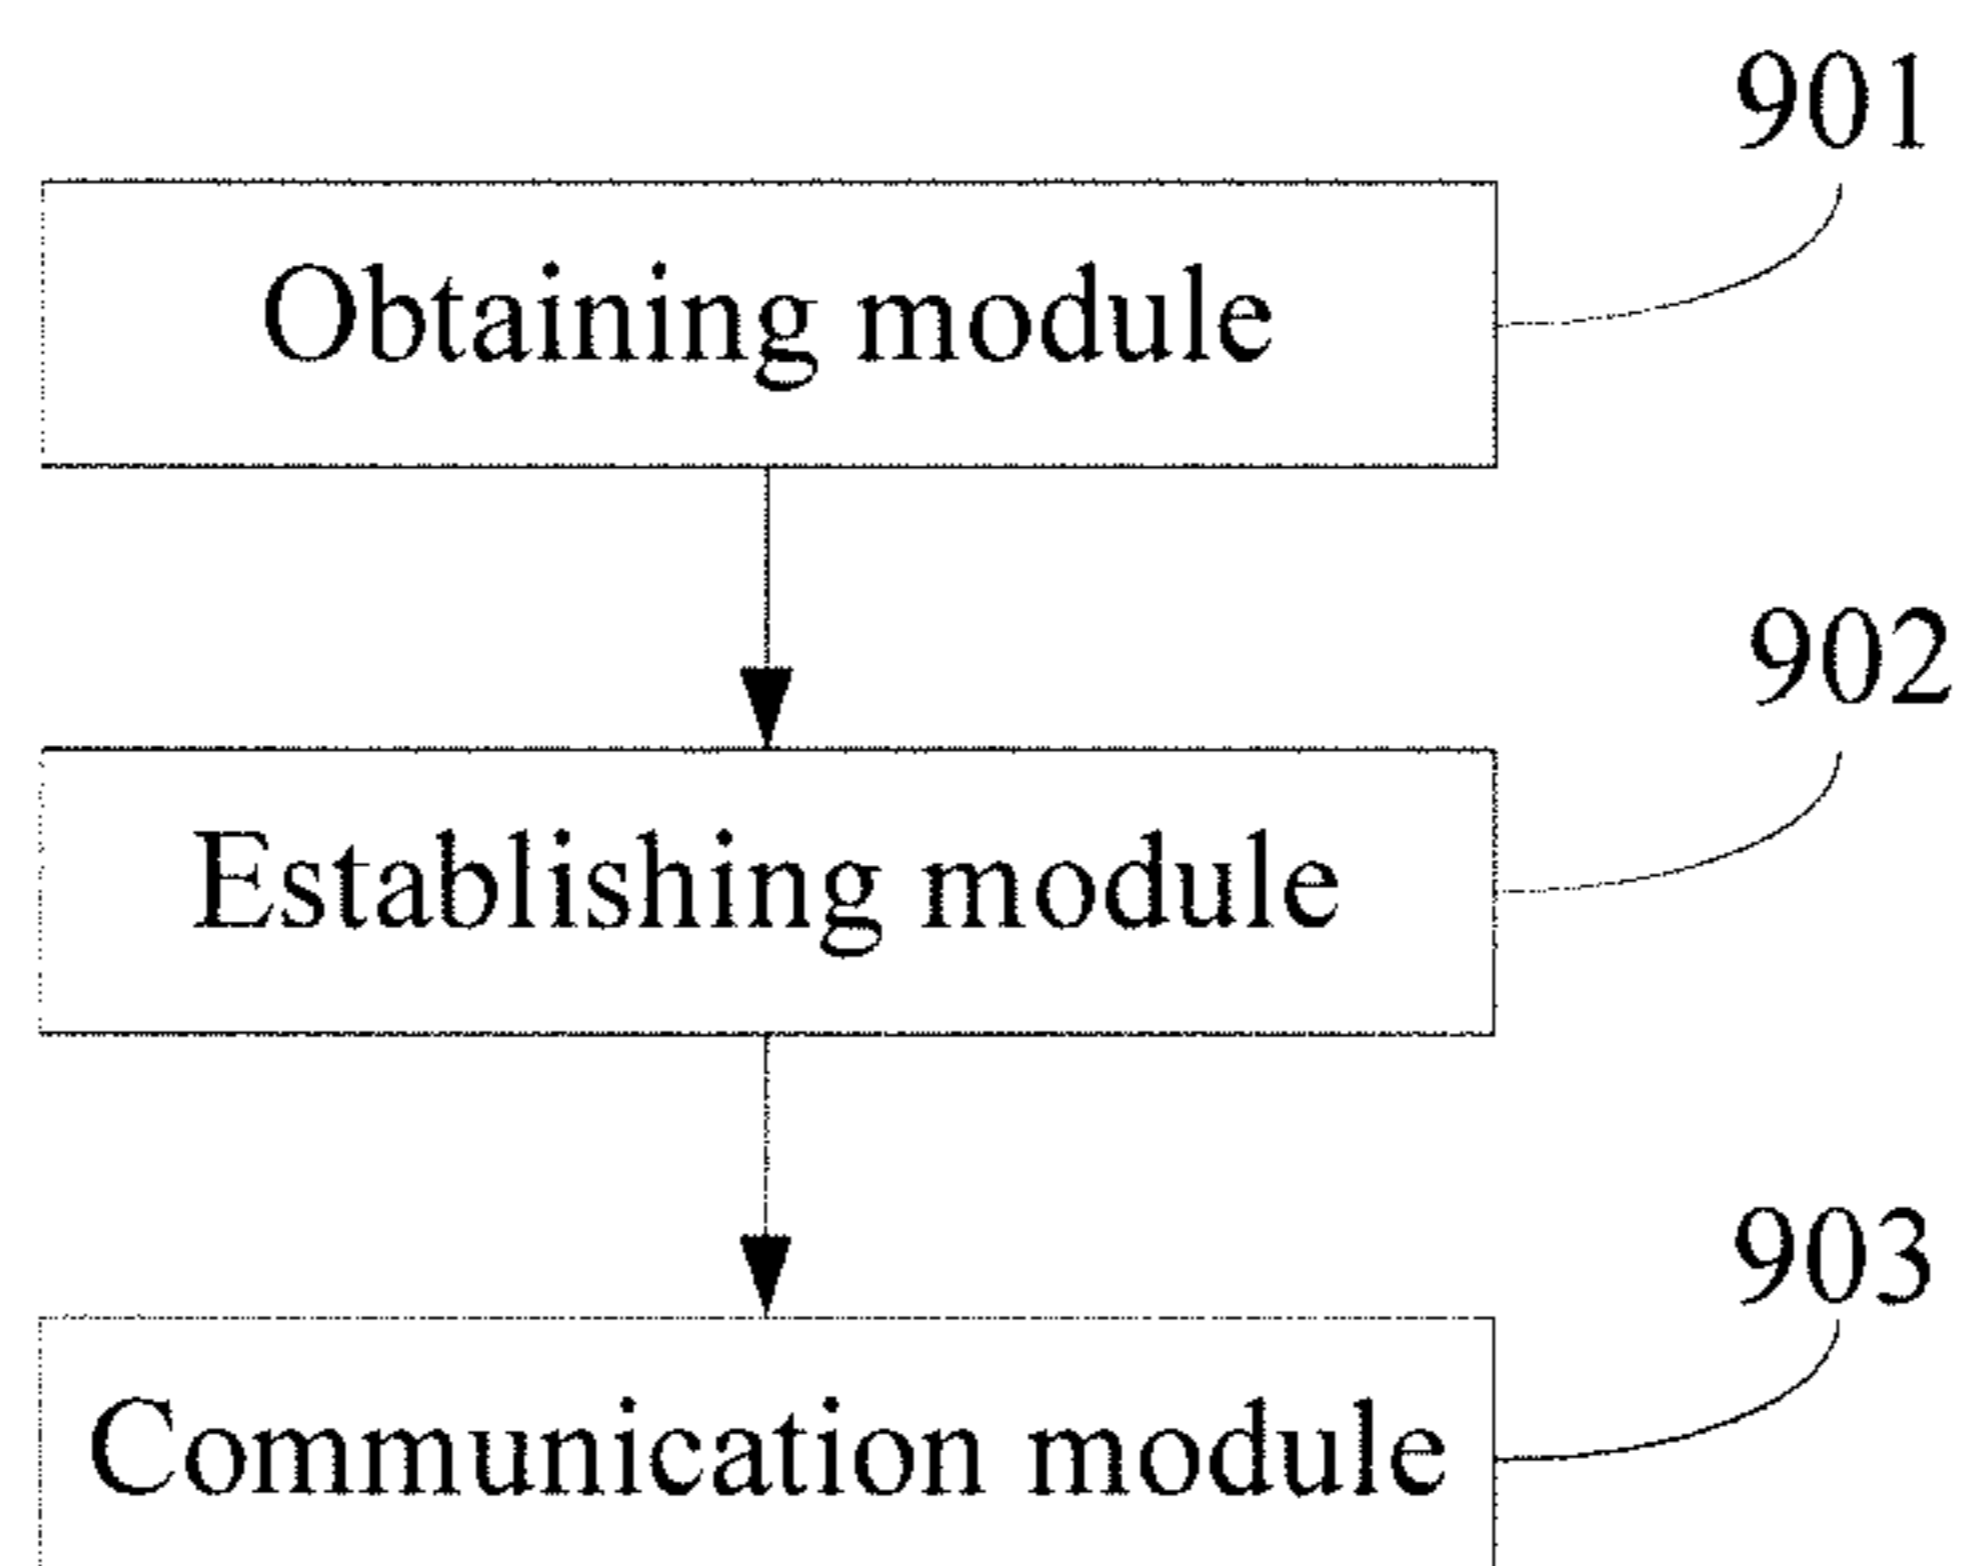 901
Obtaining module
902
Establishing module
903
Communication module